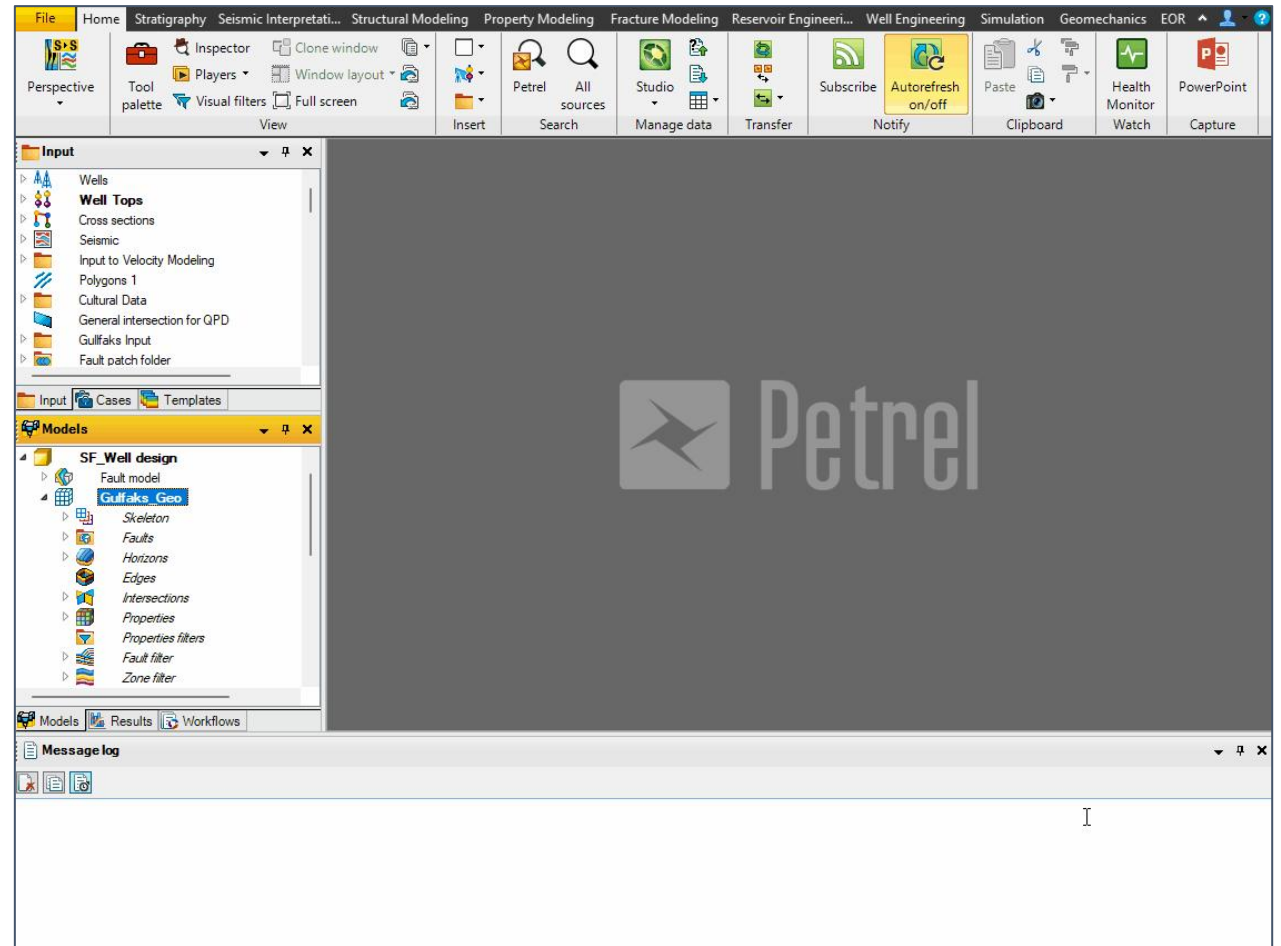 File Home Stratigraphy Seismic Interpretati... Structural Modeling Property Modeling Fracture Modeling Reservoir Engineeri... Well Engineering Simulation Geomechanics EOR
Inspector Clone window
Players Window layout
Visual filters Full screen
Perspective
Tool palette
Petrel
All sources
Studio
Subscribe
Autorefresh on/off
Paste
Health Monitor
PowerPoint
View Insert Search Manage data Transfer Notify Clipboard Watch Capture
Input
Wells
Well Tops
Cross sections
Seismic
Input to Velocity Modeling
Polygons 1
Cultural Data
General intersection for QPD
Gullfaks Input
Fault patch folder
Input Cases Templates
Models
SF_Well design
Fault model
Gulfaks_Geo
Skeleton
Faults
Horizons
Edges
Intersections
Properties
Properties filters
Fault filter
Zone filter
Models Results Workflows
Petrel
Message log